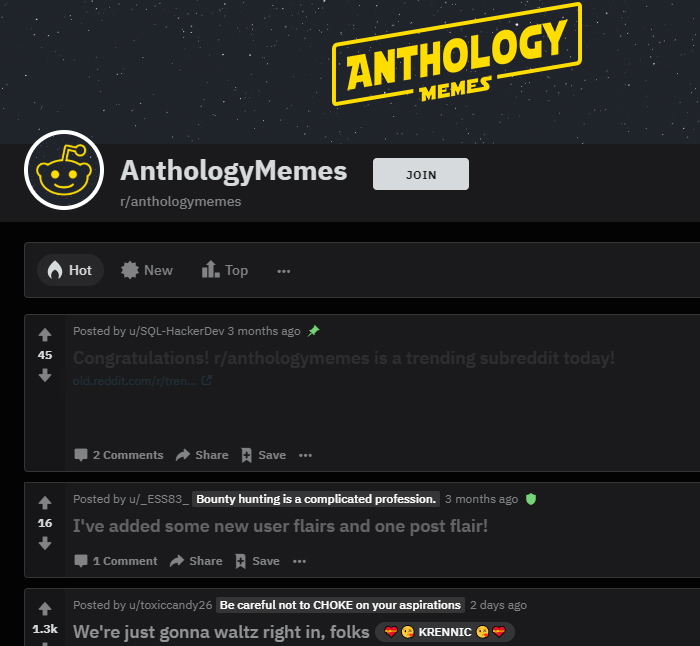 ANTHOLOGY
MEMES
AnthologyMemes
JOIN
r/anthologymemes
Hot New Top
Posted by u/SQL-HackerDev 3 months ago
45
Congratulations! r/anthologymemes is a trending subreddit today!
old.reddit.com/r/tren...
2 Comments Share Save
Posted by u/_ESS83_ Bounty hunting is a complicated profession. 3 months ago
16
I've added some new user flairs and one post flair!
1 Comment Share Save
Posted by u/toxiccandy26 Be careful not to CHOKE on your aspirations 2 days ago
1.3k
We're just gonna waltz right in, folks ❤️😘 KRENNIC 😘❤️